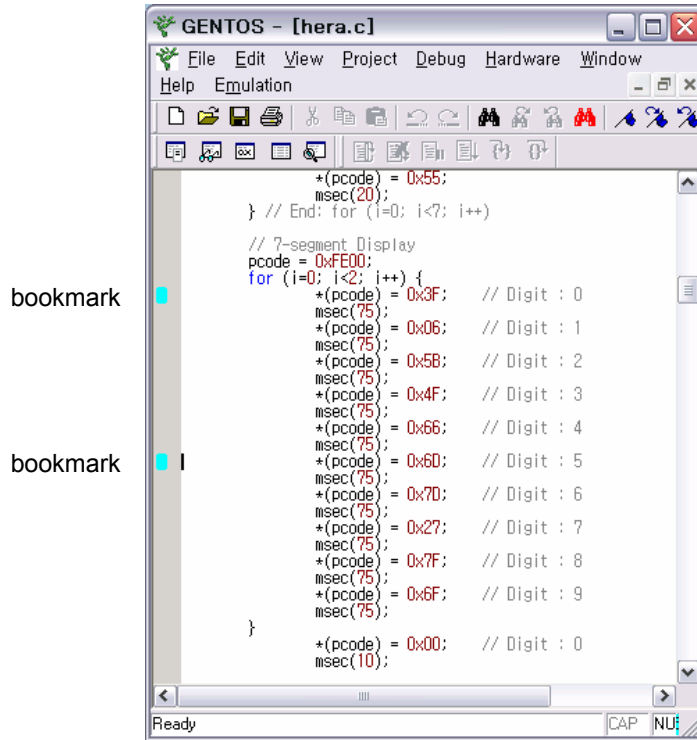 GENTOS - [hera.c]
File Edit View Project Debug Hardware Window
Help Emulation
*(pcode) = 0x55;
msec(20);
} // End: for (i=0; i<7; i++)
// 7-segment Display
pcode = 0xFE00;
for (i=0; i<2; i++) {
bookmark *(pcode) = 0x3F; // Digit : 0
msec(75);
*(pcode) = 0x06; // Digit : 1
msec(75);
*(pcode) = 0x5B; // Digit : 2
msec(75);
*(pcode) = 0x4F; // Digit : 3
msec(75);
*(pcode) = 0x66; // Digit : 4
msec(75);
bookmark *(pcode) = 0x6D; // Digit : 5
msec(75);
*(pcode) = 0x7D; // Digit : 6
msec(75);
*(pcode) = 0x27; // Digit : 7
msec(75);
*(pcode) = 0x7F; // Digit : 8
msec(75);
*(pcode) = 0x6F; // Digit : 9
msec(75);
}
*(pcode) = 0x00; // Digit : 0
msec(10);
Ready CAP NU